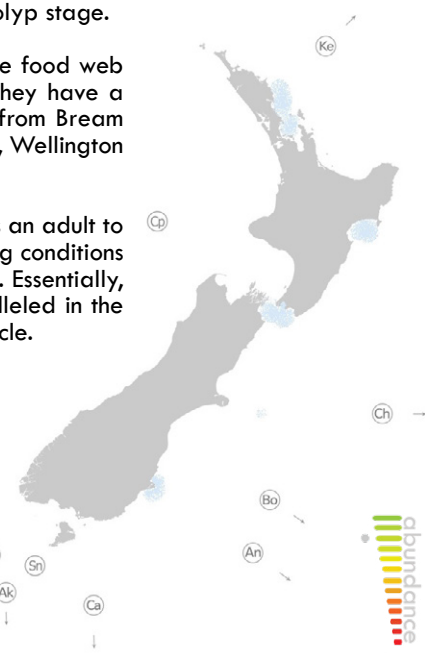 olyp stage.
e food web
hey have a
from Bream
, Wellington
an adult to
g conditions
. Essentially,
lleled in the
cle.
Ke
Cp
Ch
Bo
An
Sn
Ak
Ca
abundance